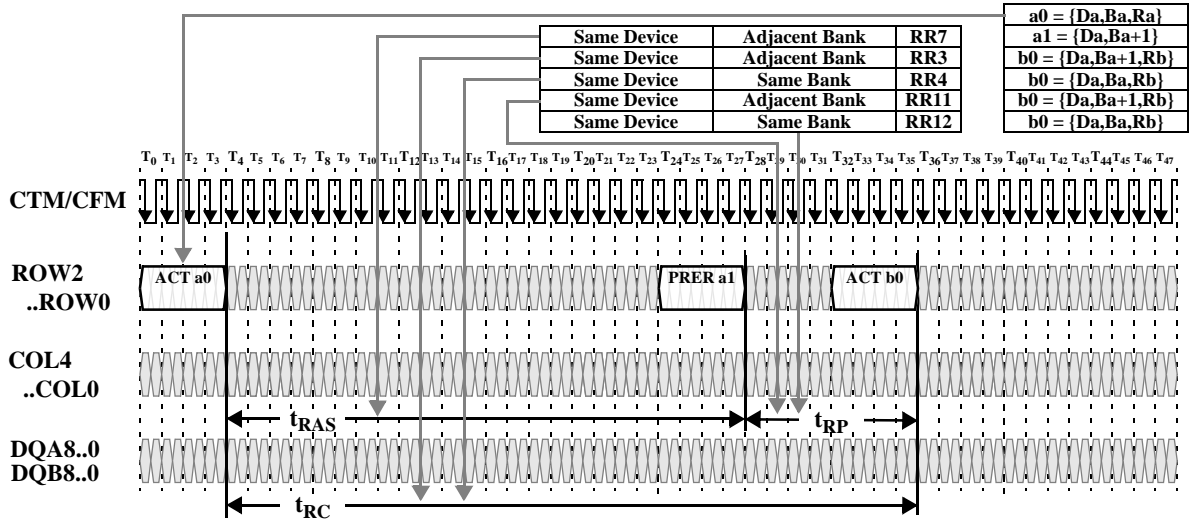 a0 = {Da,Ba,Ra}
Same Device Adjacent Bank RR7 a1 = {Da,Ba+1}
Same Device Adjacent Bank RR3 b0 = {Da,Ba+1,Rb}
Same Device Same Bank RR4 b0 = {Da,Ba,Rb}
Same Device Adjacent Bank RR11 b0 = {Da,Ba+1,Rb}
Same Device Same Bank RR12 b0 = {Da,Ba,Rb}
T0 T1 T2 T3 T4 T5 T6 T7 T8 T9 T10 T11 T12 T13 T14 T15 T16 T17 T18 T19 T20 T21 T22 T23 T24 T25 T26 T27 T28 T29 T30 T31 T32 T33 T34 T35 T36 T37 T38 T39 T40 T41 T42 T43 T44 T45 T46 T47
CTM/CFM
ROW2 ACT a0 PRER a1 ACT b0
..ROW0
COL4
..COL0
tRAS tRP
DQA8..0
DQB8..0
tRC